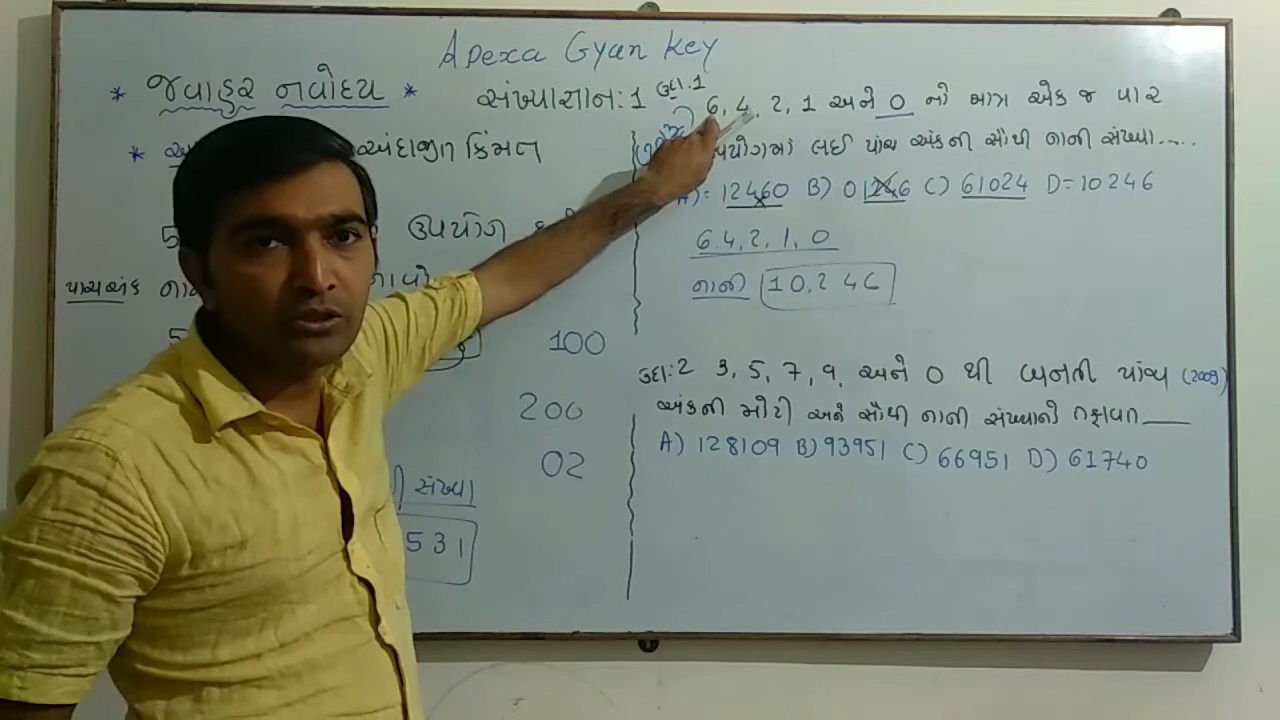 Apexa Gyan Key
* જવાહર નવોદય *
સંખ્યાજ્ઞાન: 1
* અંદાજીત કિંમત
ઉપયોગ
પાંચ અંક
100
200
02
સંખ્યા
531
ઉદા.1
6, 4, 2, 1 અને 0 નો માત્ર એક જ વાર
ઉપયોગમાં લઈ પાંચ અંકની સૌથી નાની સંખ્યા.....
A)= 12460 B) 01246 C) 61024 D=10246
6.4, 2, 1, 0
નાની 10,246
ઉદા:2 3, 5, 7, 9, અને 0 થી બનતી પાંચ (2009)
અંકની મોટી અને સૌથી નાની સંખ્યાનો તફાવત ____
A) 128109 B) 93951 C) 66951 D) 61740